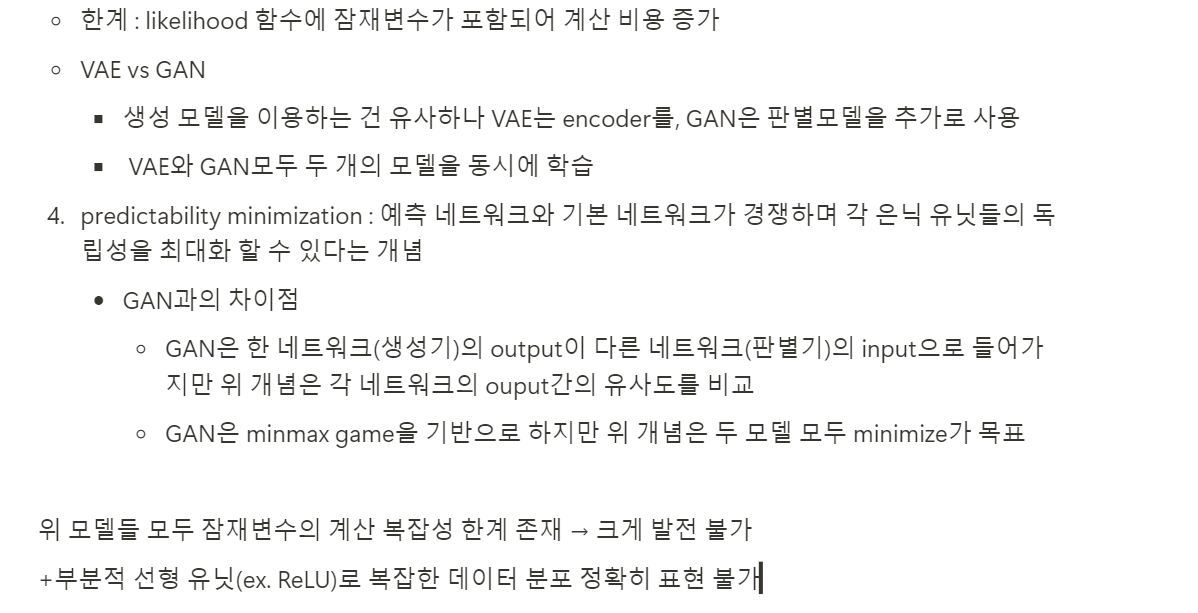 한계 : likelihood 함수에 잠재변수가 포함되어 계산 비용 증가
VAE vs GAN
생성 모델을 이용하는 건 유사하나 VAE는 encoder를, GAN은 판별모델을 추가로 사용
VAE와 GAN모두 두 개의 모델을 동시에 학습
4. predictability minimization : 예측 네트워크와 기본 네트워크가 경쟁하며 각 은닉 유닛들의 독
립성을 최대화 할 수 있다는 개념
GAN과의 차이점
GAN은 한 네트워크(생성기)의 output이 다른 네트워크(판별기)의 input으로 들어가
지만 위 개념은 각 네트워크의 ouput간의 유사도를 비교
GAN은 minmax game을 기반으로 하지만 위 개념은 두 모델 모두 minimize가 목표
위 모델들 모두 잠재변수의 계산 복잡성 한계 존재 → 크게 발전 불가
+부분적 선형 유닛(ex. ReLU)로 복잡한 데이터 분포 정확히 표현 불가